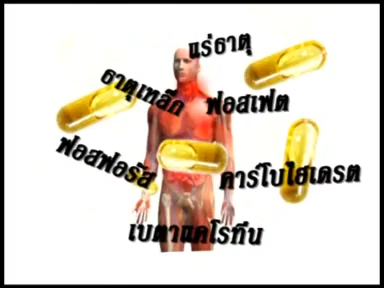 แร่ธาตุ
ธาตุเหล็ก
ฟอสเฟต
ฟอสฟอรัส
คาร์โบไฮเดรต
เบตาแคโรทีน